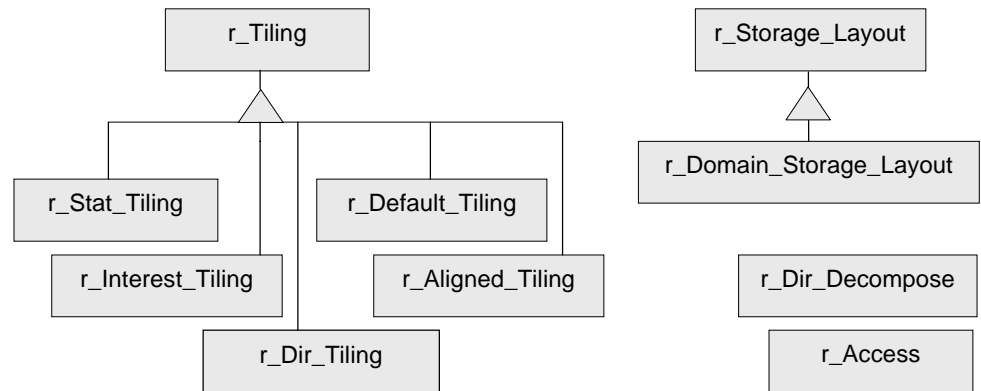 r_Tiling
r_Storage_Layout
r_Domain_Storage_Layout
r_Stat_Tiling
r_Default_Tiling
r_Interest_Tiling
r_Aligned_Tiling
r_Dir_Decompose
r_Dir_Tiling
r_Access